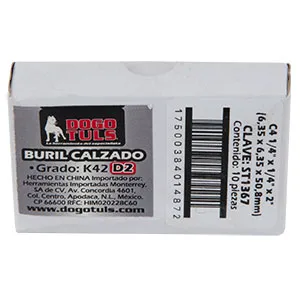 DOGO
TULS
La herramienta del especialista
BURIL CALZADO
• Grado: K42 D2
HECHO EN CHINA Importado por:
Herramientas Importadas Monterrey,
SA de CV. Av. Concordia 4601,
Col. Centro, Apodaca, N.L., México,
CP 66600 RFC: HIM020228C60
www.dogotuls.com
C4 1/4" x 1/4" x 2"
(6,35 x 6,35 x 50,8mm)
CLAVE: ST1367
Contenido: 10 piezas
17500384014872